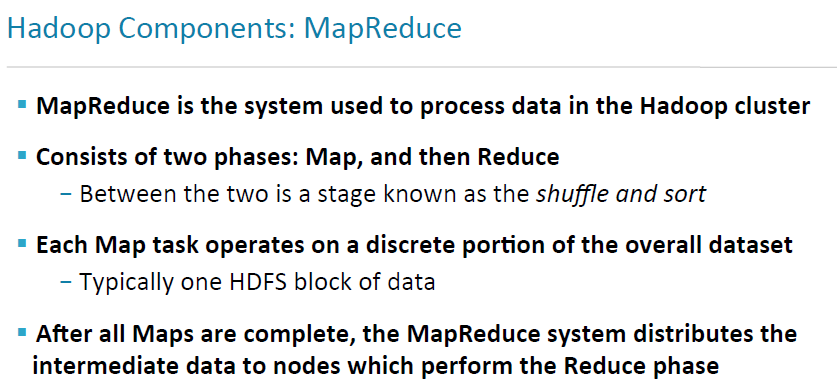 Hadoop Components: MapReduce
▪ MapReduce is the system used to process data in the Hadoop cluster
▪ Consists of two phases: Map, and then Reduce
– Between the two is a stage known as the shuffle and sort
▪ Each Map task operates on a discrete portion of the overall dataset
– Typically one HDFS block of data
▪ After all Maps are complete, the MapReduce system distributes the
intermediate data to nodes which perform the Reduce phase